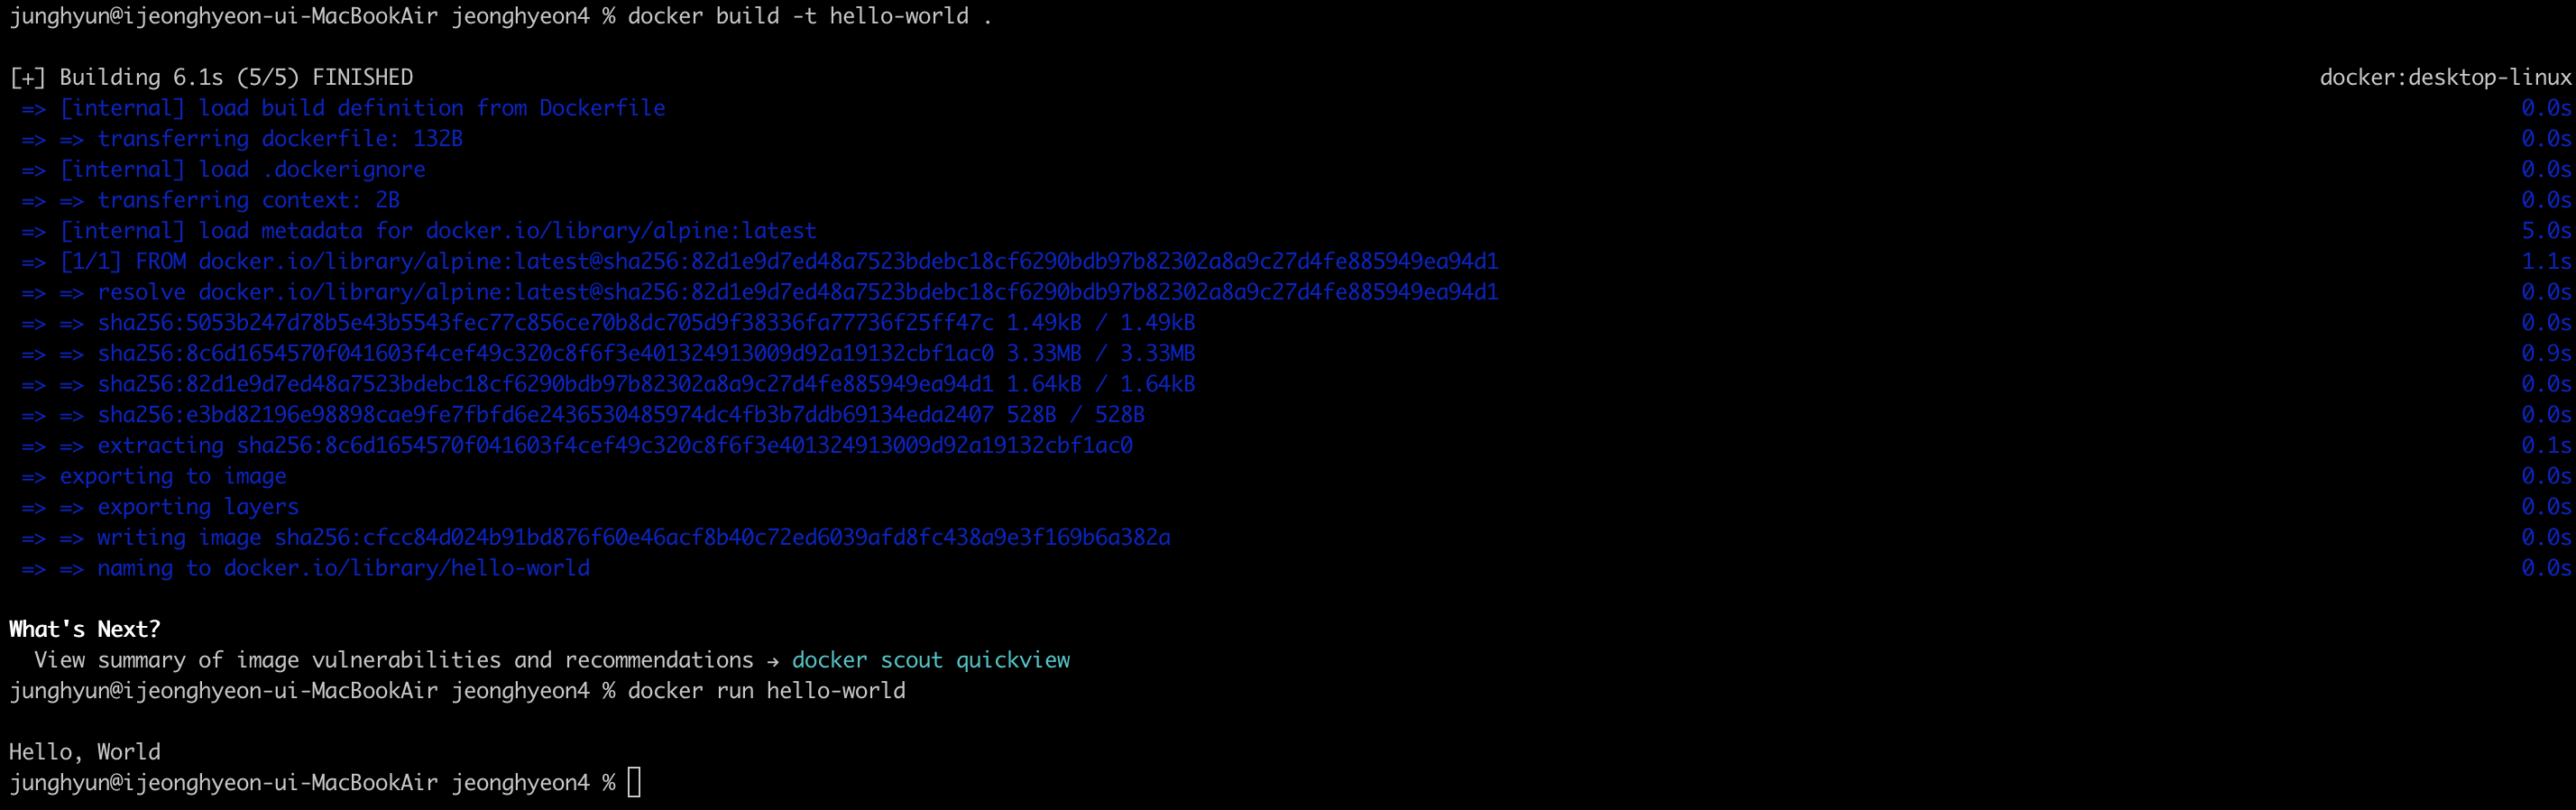 junghyun@ijeonghyeon-ui-MacBookAir jeonghyeon4 % docker build -t hello-world .
[+] Building 6.1s (5/5) FINISHED docker:desktop-linux
=> [internal] load build definition from Dockerfile 0.0s
=> => transferring dockerfile: 132B 0.0s
=> [internal] load .dockerignore 0.0s
=> => transferring context: 2B 0.0s
=> [internal] load metadata for docker.io/library/alpine:latest 5.0s
=> [1/1] FROM docker.io/library/alpine:latest@sha256:82d1e9d7ed48a7523bdebc18cf6290bdb97b82302a8a9c27d4fe885949ea94d1 1.1s
=> => resolve docker.io/library/alpine:latest@sha256:82d1e9d7ed48a7523bdebc18cf6290bdb97b82302a8a9c27d4fe885949ea94d1 0.0s
=> => sha256:5053b247d78b5e43b5543fec77c856ce70b8dc705d9f38336fa77736f25ff47c 1.49kB / 1.49kB 0.0s
=> => sha256:8c6d1654570f041603f4cef49c320c8f6f3e401324913009d92a19132cbf1ac0 3.33MB / 3.33MB 0.9s
=> => sha256:82d1e9d7ed48a7523bdebc18cf6290bdb97b82302a8a9c27d4fe885949ea94d1 1.64kB / 1.64kB 0.0s
=> => sha256:e3bd82196e98898cae9fe7fbfd6e2436530485974dc4fb3b7ddb69134eda2407 528B / 528B 0.0s
=> => extracting sha256:8c6d1654570f041603f4cef49c320c8f6f3e401324913009d92a19132cbf1ac0 0.1s
=> exporting to image 0.0s
=> => exporting layers 0.0s
=> => writing image sha256:cfcc84d024b91bd876f60e46acf8b40c72ed6039afd8fc438a9e3f169b6a382a 0.0s
=> => naming to docker.io/library/hello-world 0.0s
What's Next?
View summary of image vulnerabilities and recommendations → docker scout quickview
junghyun@ijeonghyeon-ui-MacBookAir jeonghyeon4 % docker run hello-world
Hello, World
junghyun@ijeonghyeon-ui-MacBookAir jeonghyeon4 %